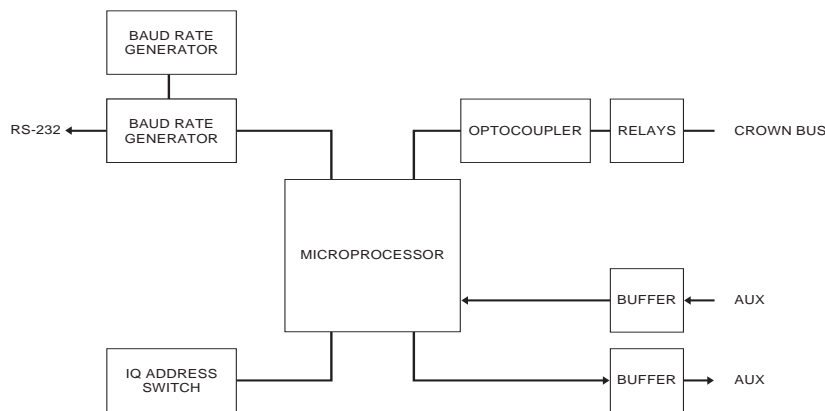 BAUD RATE
GENERATOR
RS-232
BAUD RATE
GENERATOR
OPTOCOUPLER
RELAYS
CROWN BUS
MICROPROCESSOR
BUFFER
AUX
IQ ADDRESS
SWITCH
BUFFER
AUX